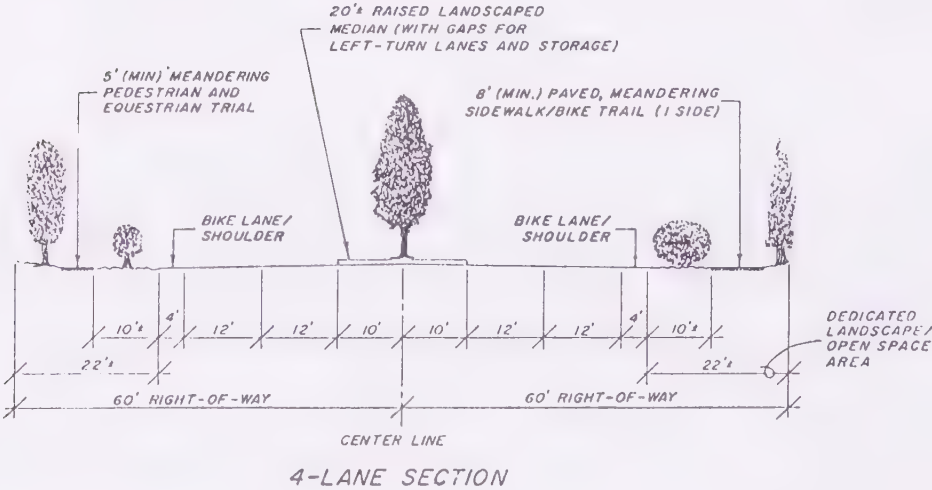 20'± RAISED LANDSCAPED
MEDIAN (WITH GAPS FOR
LEFT-TURN LANES AND STORAGE)
5' (MIN) MEANDERING
PEDESTRIAN AND
EQUESTRIAN TRIAL
8' (MIN.) PAVED, MEANDERING
SIDEWALK/BIKE TRAIL (1 SIDE)
BIKE LANE/
SHOULDER
BIKE LANE/
SHOULDER
10'±
4'
12'
12'
10'
10'
12'
12'
4'
10'±
DEDICATED
LANDSCAPE/
OPEN SPACE
AREA
22'±
22'±
60' RIGHT-OF-WAY
60' RIGHT-OF-WAY
CENTER LINE
4-LANE SECTION